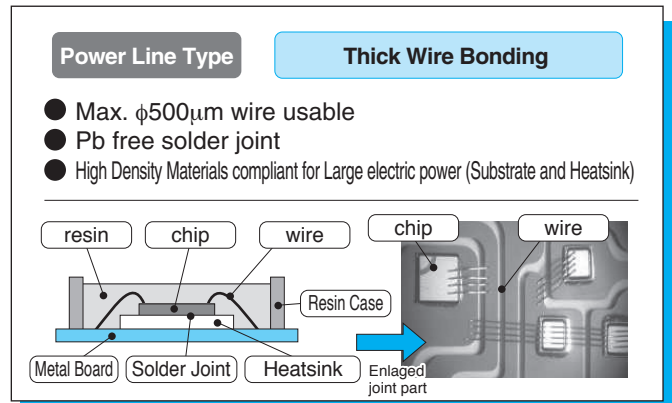 Power Line Type
Thick Wire Bonding
● Max. ϕ500μm wire usable
● Pb free solder joint
● High Density Materials compliant for Large electric power (Substrate and Heatsink)
resin
chip
wire
chip
wire
Resin Case
Metal Board
Solder Joint
Heatsink
Enlaged
joint part